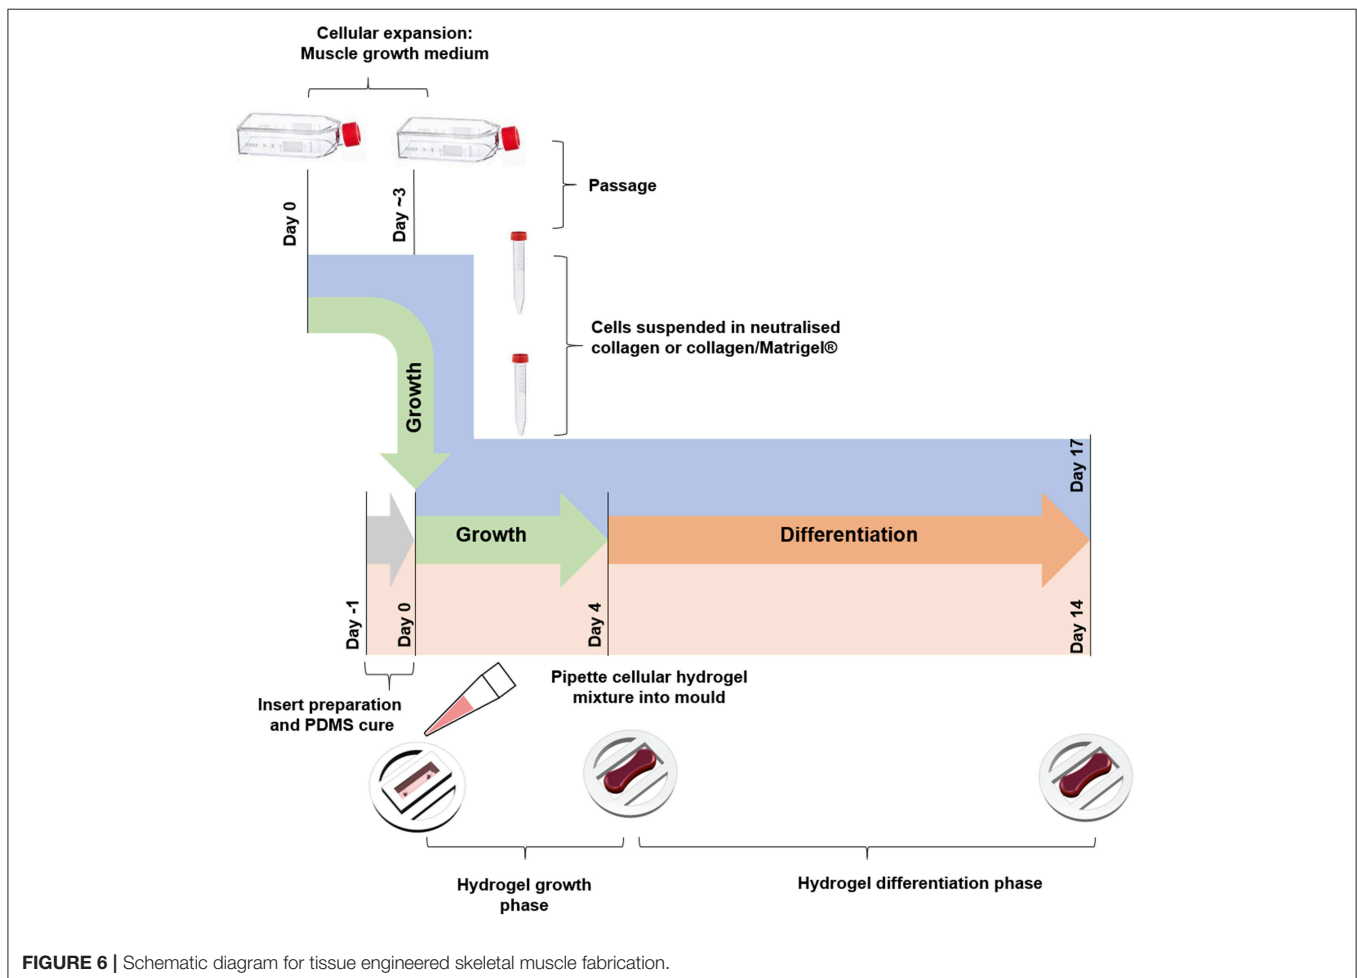 Cellular expansion:
Muscle growth medium
Day 0
Day ~3
Passage
Cells suspended in neutralised
collagen or collagen/Matrigel®
Growth
Day 17
Growth
Differentiation
Day -1
Day 0
Day 4
Day 14
Insert preparation
and PDMS cure
Pipette cellular hydrogel
mixture into mould
Hydrogel growth
phase
Hydrogel differentiation phase
FIGURE 6 | Schematic diagram for tissue engineered skeletal muscle fabrication.